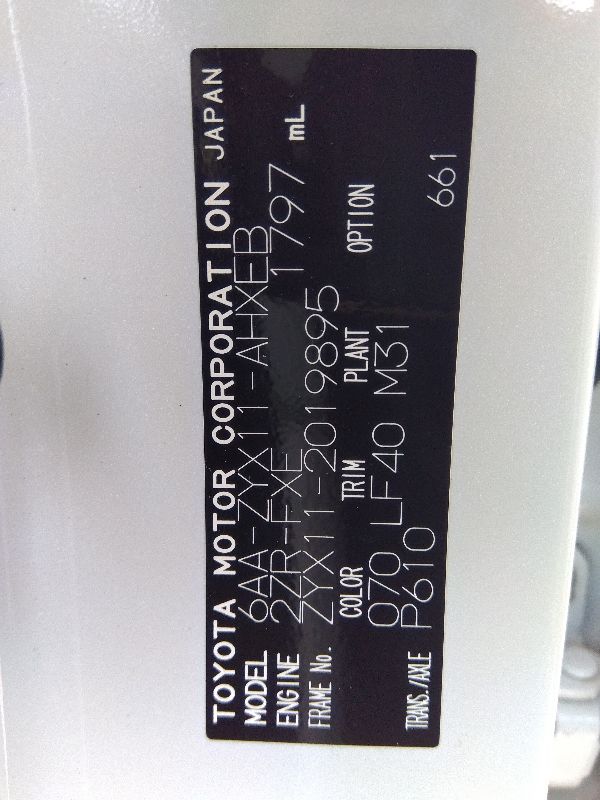 TOYOTA MOTOR CORPORATION JAPAN
MODEL 6AA-ZYX11-AHXEB
ENGINE 2ZR-FXE 1797 mL
FRAME No. ZYX11-2019895
COLOR TRIM PLANT OPTION
070 LF40 M31
P610 661
TRANS./AXLE